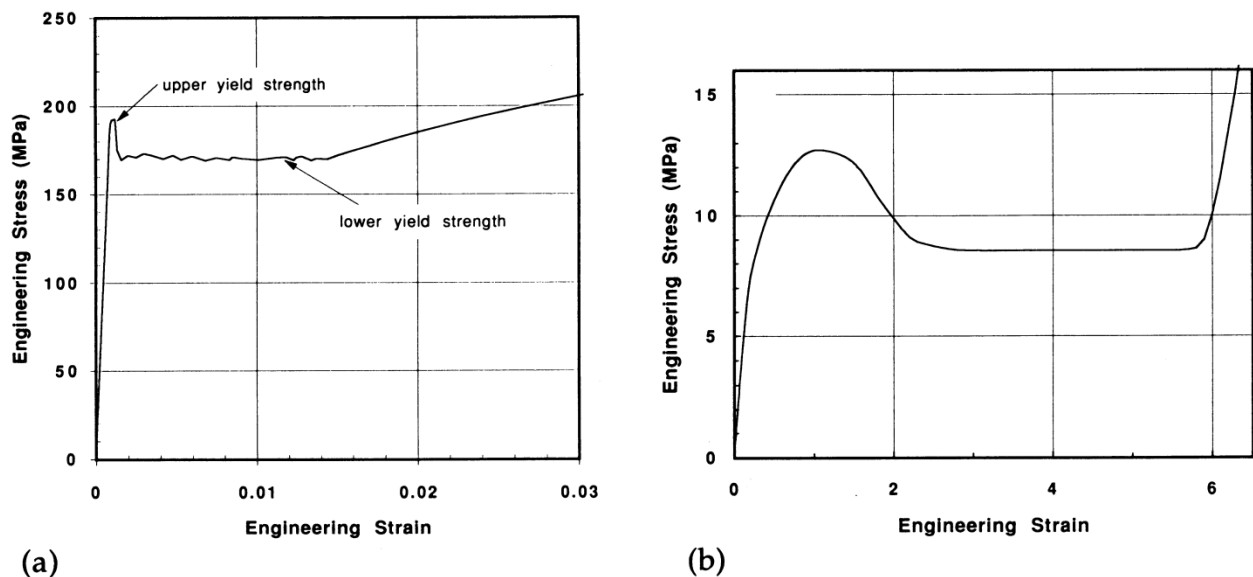 250
200
150
100
50
0
Engineering Stress (MPa)
upper yield strength
lower yield strength
0
0.01
0.02
0.03
Engineering Strain
(a)
15
10
5
0
Engineering Stress (MPa)
0
2
4
6
Engineering Strain
(b)